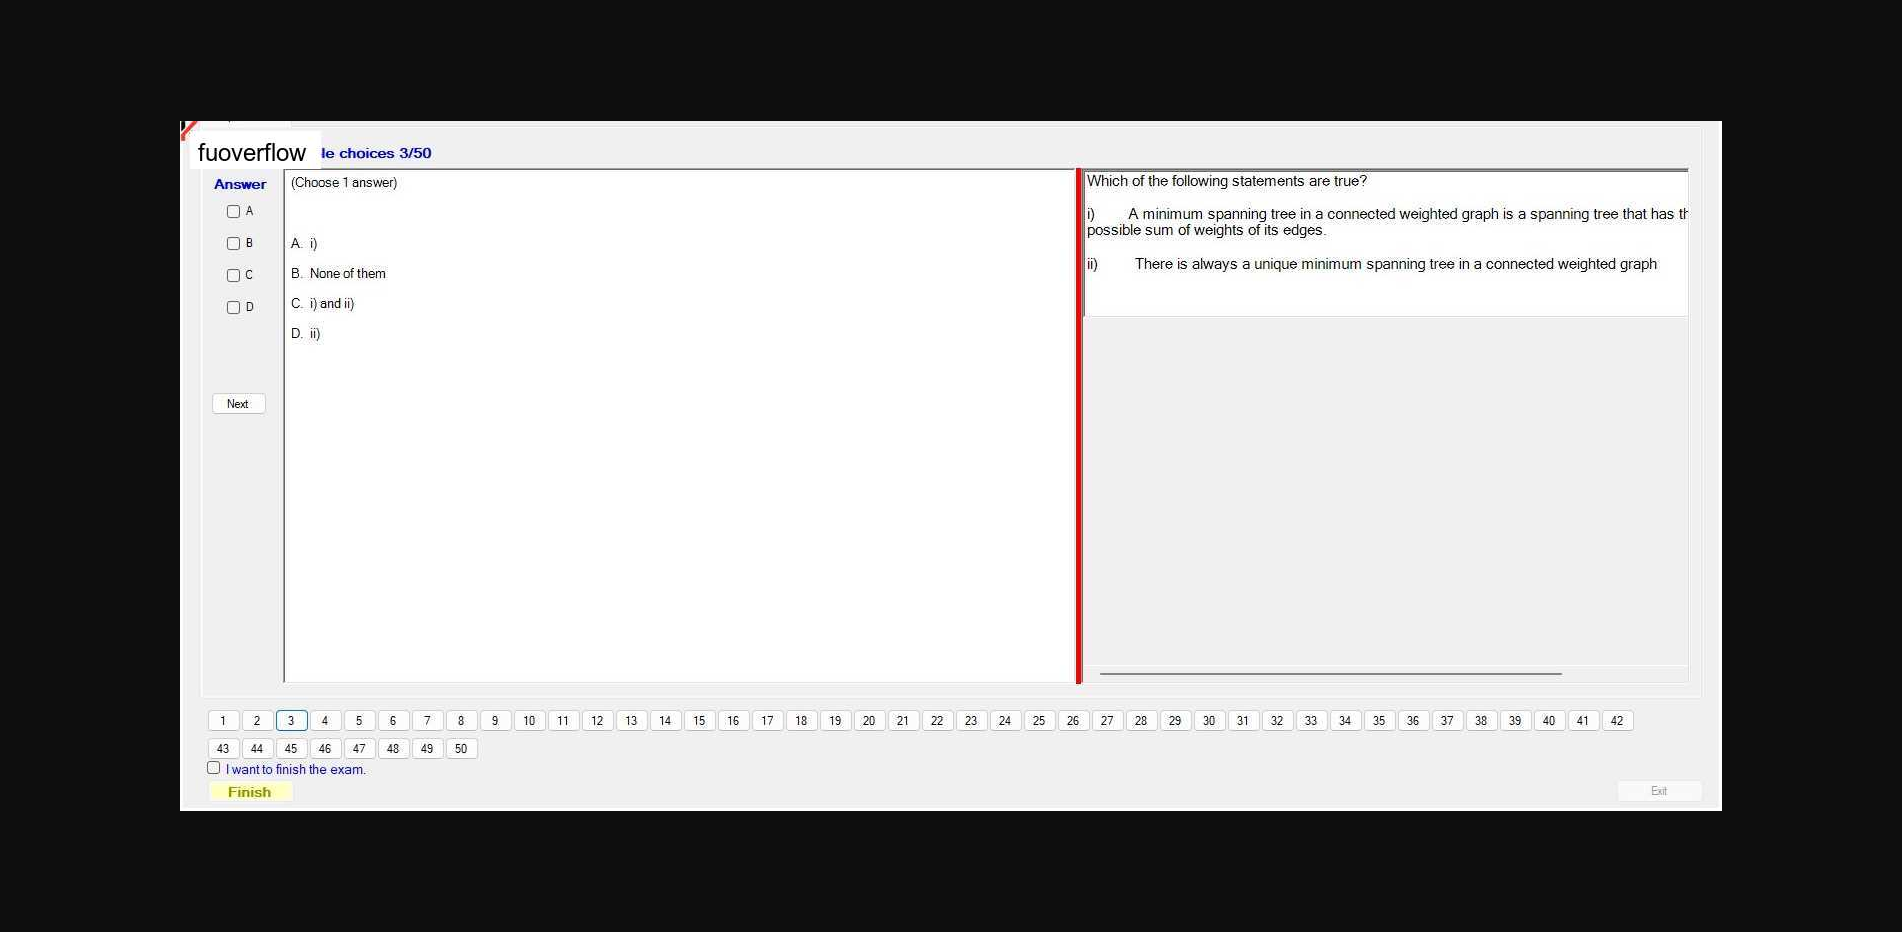 fuoverflow le choices 3/50
Answer
(Choose 1 answer)
A
B
C
D
A. i)
B. None of them
C. i) and ii)
D. ii)
Next
Which of the following statements are true?
i) A minimum spanning tree in a connected weighted graph is a spanning tree that has th
possible sum of weights of its edges.
ii) There is always a unique minimum spanning tree in a connected weighted graph
1 2 3 4 5 6 7 8 9 10 11 12 13 14 15 16 17 18 19 20 21 22 23 24 25 26 27 28 29 30 31 32 33 34 35 36 37 38 39 40 41 42
43 44 45 46 47 48 49 50
I want to finish the exam.
Finish
Exit